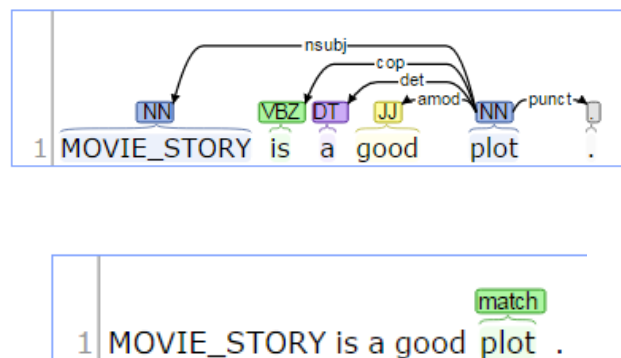 nsubj
cop
det
amod punct
NN VBZ DT JJ NN .
1 MOVIE_STORY is a good plot .
match
1 MOVIE_STORY is a good plot .